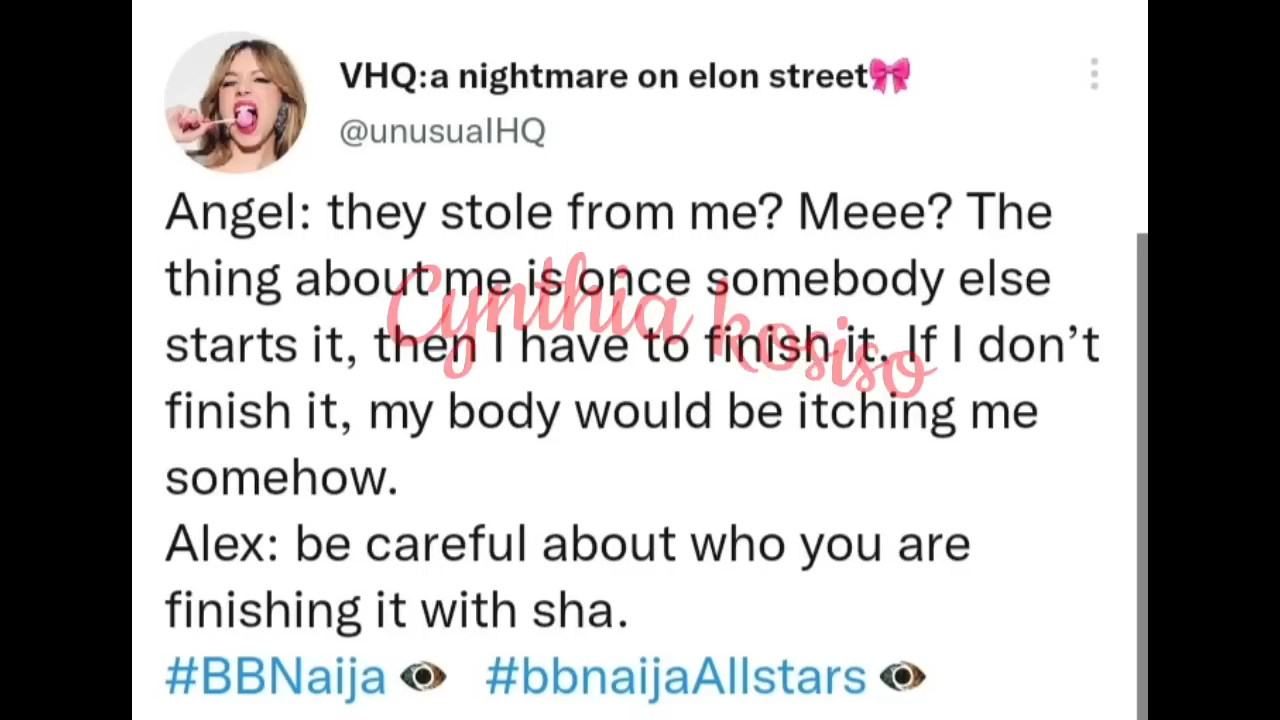 VHQ:a nightmare on elon street🎀
@unusualHQ
Angel: they stole from me? Meee? The
thing about me is once somebody else
starts it, then I have to finish it. If I don’t
finish it, my body would be itching me
somehow.
Alex: be careful about who you are
finishing it with sha.
#BBNaija #bbnaijaAllstars
Cynthia kosiso